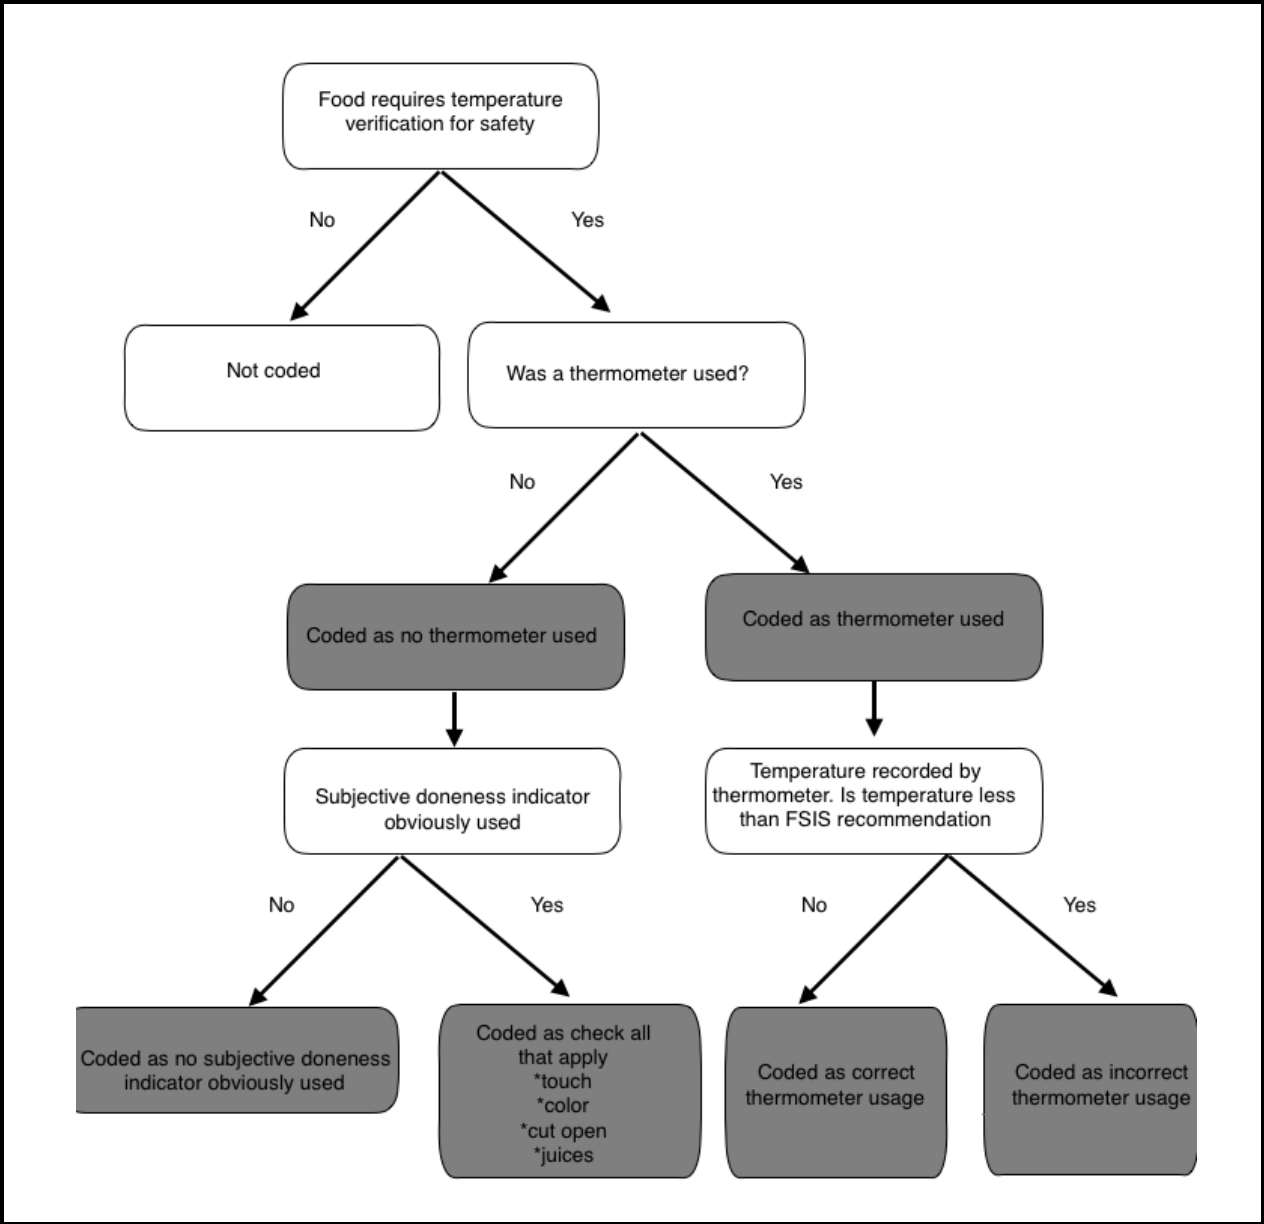 Food requires temperature
verification for safety
No
Yes
Not coded
Was a thermometer used?
No
Yes
Coded as no thermometer used
Coded as thermometer used
Subjective doneness indicator
obviously used
Temperature recorded by
thermometer. Is temperature less
than FSIS recommendation
No
Yes
No
Yes
Coded as no subjective doneness
indicator obviously used
Coded as check all
that apply
*touch
*color
*cut open
*juices
Coded as correct
thermometer usage
Coded as incorrect
thermometer usage